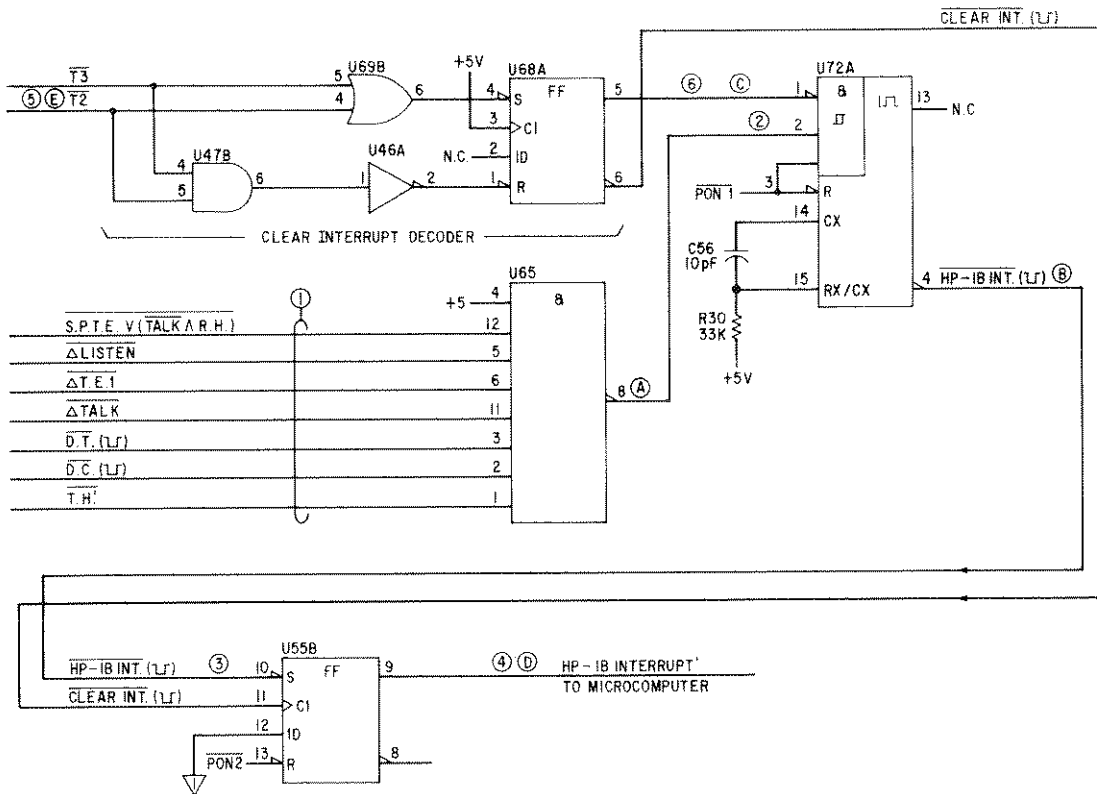 CLEAR INT. (⊔)
T3
5 E T2
U69B
5
4
6
+5V
U68A
FF
4 S
3 C1
N.C. 2 1D
1 R
5
6
U47B
4
5
6
U46A
1
2
CLEAR INTERRUPT DECODER
6 C
2
U72A
1
&
2
13 N.C
PON 1 3
R
14 CX
C56
10pf
15 RX/CX
R30
33K
+5V
4 HP-IB INT. (⊔) B
U65
&
+5 4
1
S.P.T.E. V (TALK Λ R.H.) 12
ΔLISTEN 5
ΔT.E.1 6
ΔTALK 11
D.T. (⊔) 3
D.C. (⊔) 2
T.H.' 1
8 A
U55B
FF
HP-IB INT. (⊔) 3 10 S
CLEAR INT. (⊔) 11 C1
12 1D
PON2 13 R
9
8
4 D HP-IB INTERRUPT'
TO MICROCOMPUTER